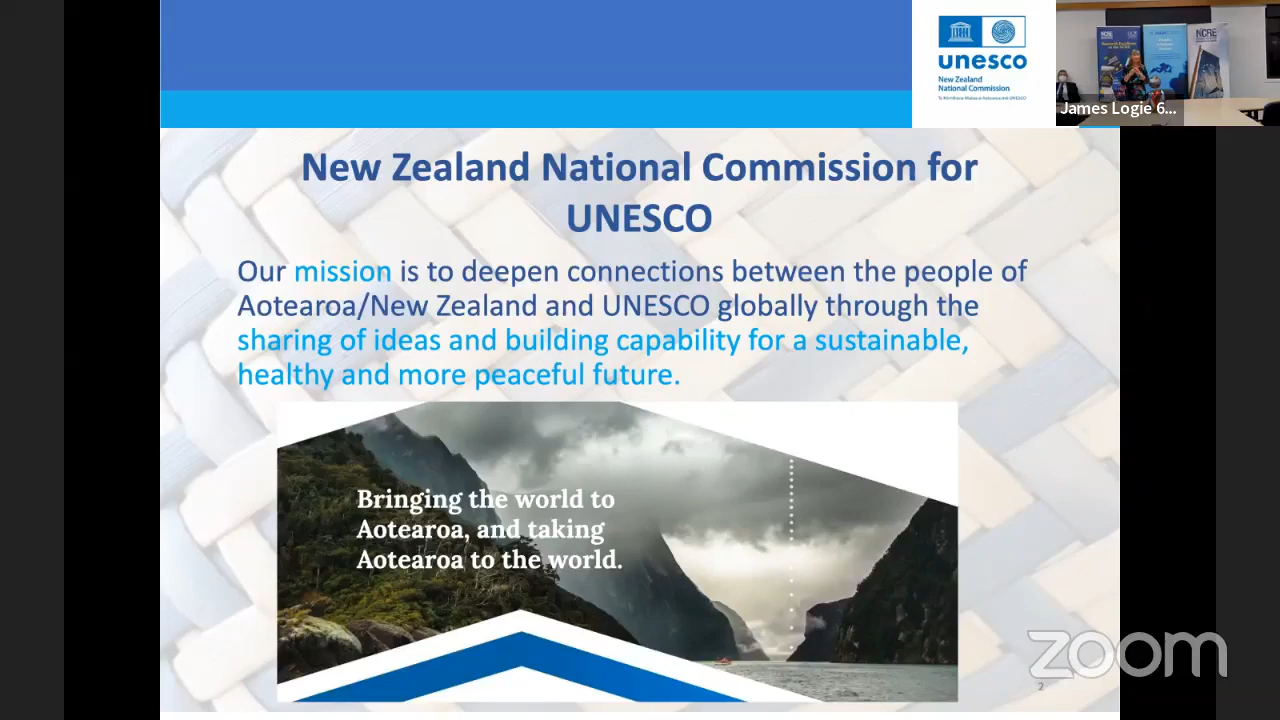 unesco
New Zealand
National Commission
NCRE
NCRE
James Logie 6...
New Zealand National Commission for
UNESCO
Our mission is to deepen connections between the people of
Aotearoa/New Zealand and UNESCO globally through the
sharing of ideas and building capability for a sustainable,
healthy and more peaceful future.
Bringing the world to
Aotearoa, and taking
Aotearoa to the world.
zoom
2